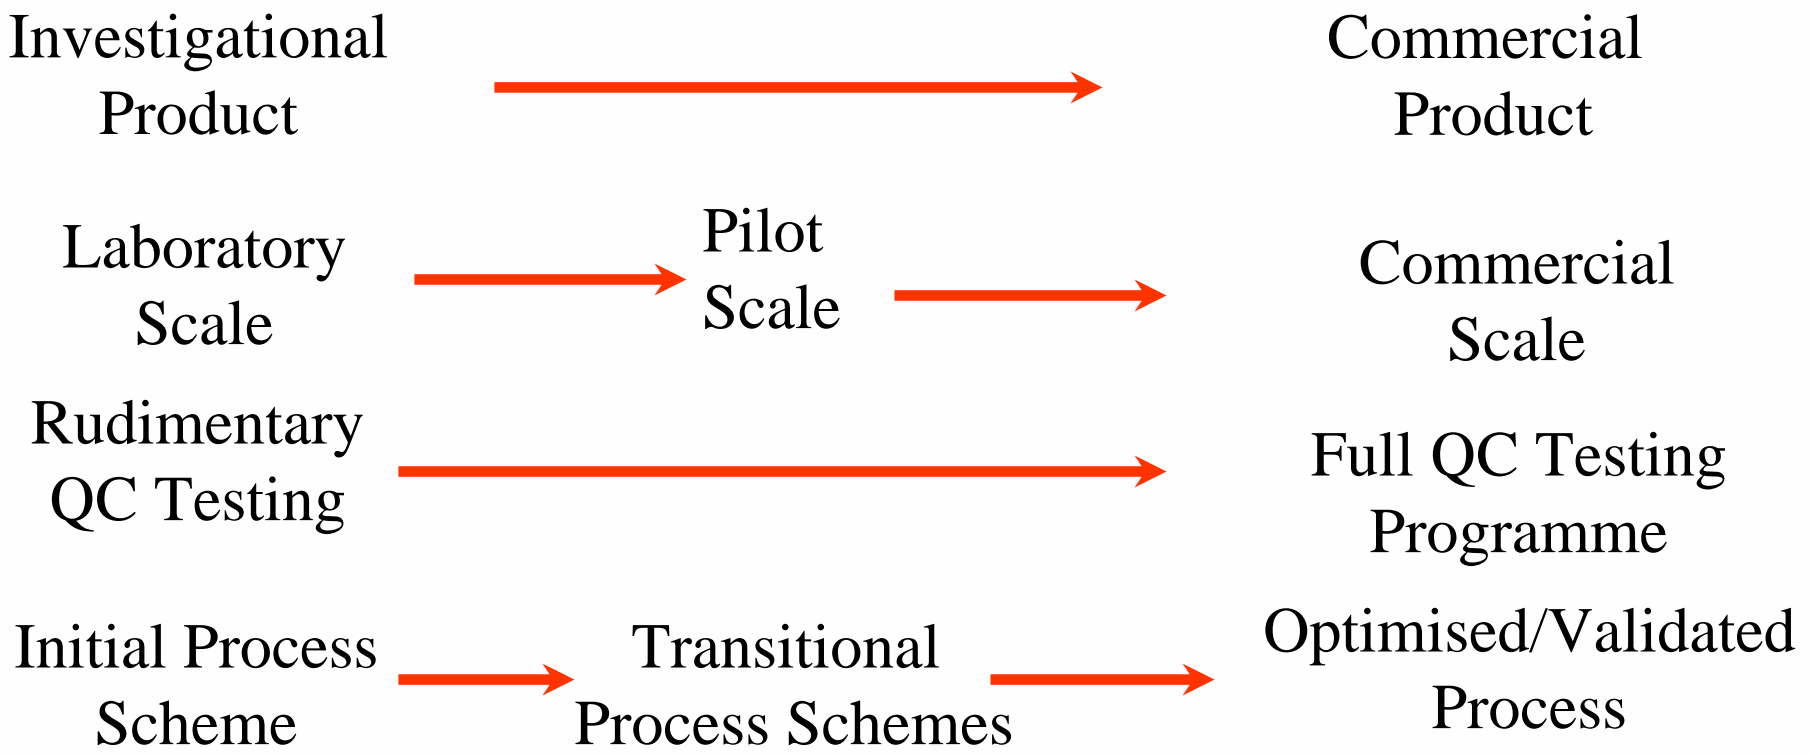 Investigational
Product
Commercial
Product
Laboratory
Scale
Pilot
Scale
Commercial
Scale
Rudimentary
QC Testing
Full QC Testing
Programme
Initial Process
Scheme
Transitional
Process Schemes
Optimised/Validated
Process